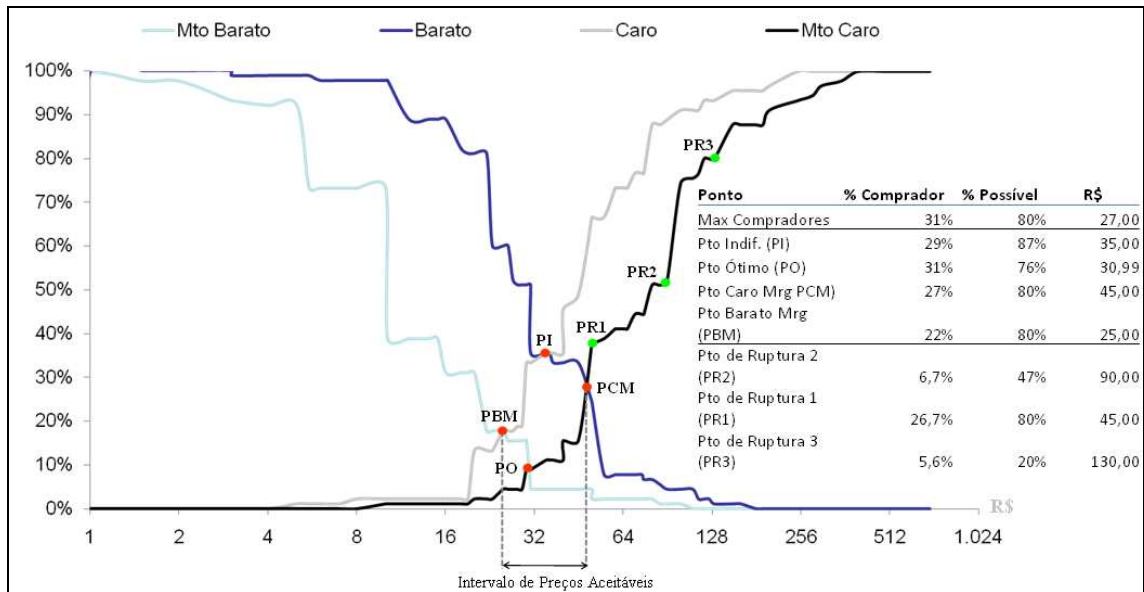 Mto Barato Barato Caro Mto Caro
100%
90%
80%
70%
60%
50%
40%
30%
20%
10%
0%
PR3
PR2
PR1
PI
PCM
PBM
PO
Ponto % Comprador % Possível R$
Max Compradores 31% 80% 27,00
Pto Indif. (PI) 29% 87% 35,00
Pto Ótimo (PO) 31% 76% 30,99
Pto Caro Mrg PCM) 27% 80% 45,00
Pto Barato Mrg
(PBM) 22% 80% 25,00
Pto de Ruptura 2
(PR2) 6,7% 47% 90,00
Pto de Ruptura 1
(PR1) 26,7% 80% 45,00
Pto de Ruptura 3
(PR3) 5,6% 20% 130,00
R$
1 2 4 8 16 32 64 128 256 512 1.024
Intervalo de Preços Aceitáveis